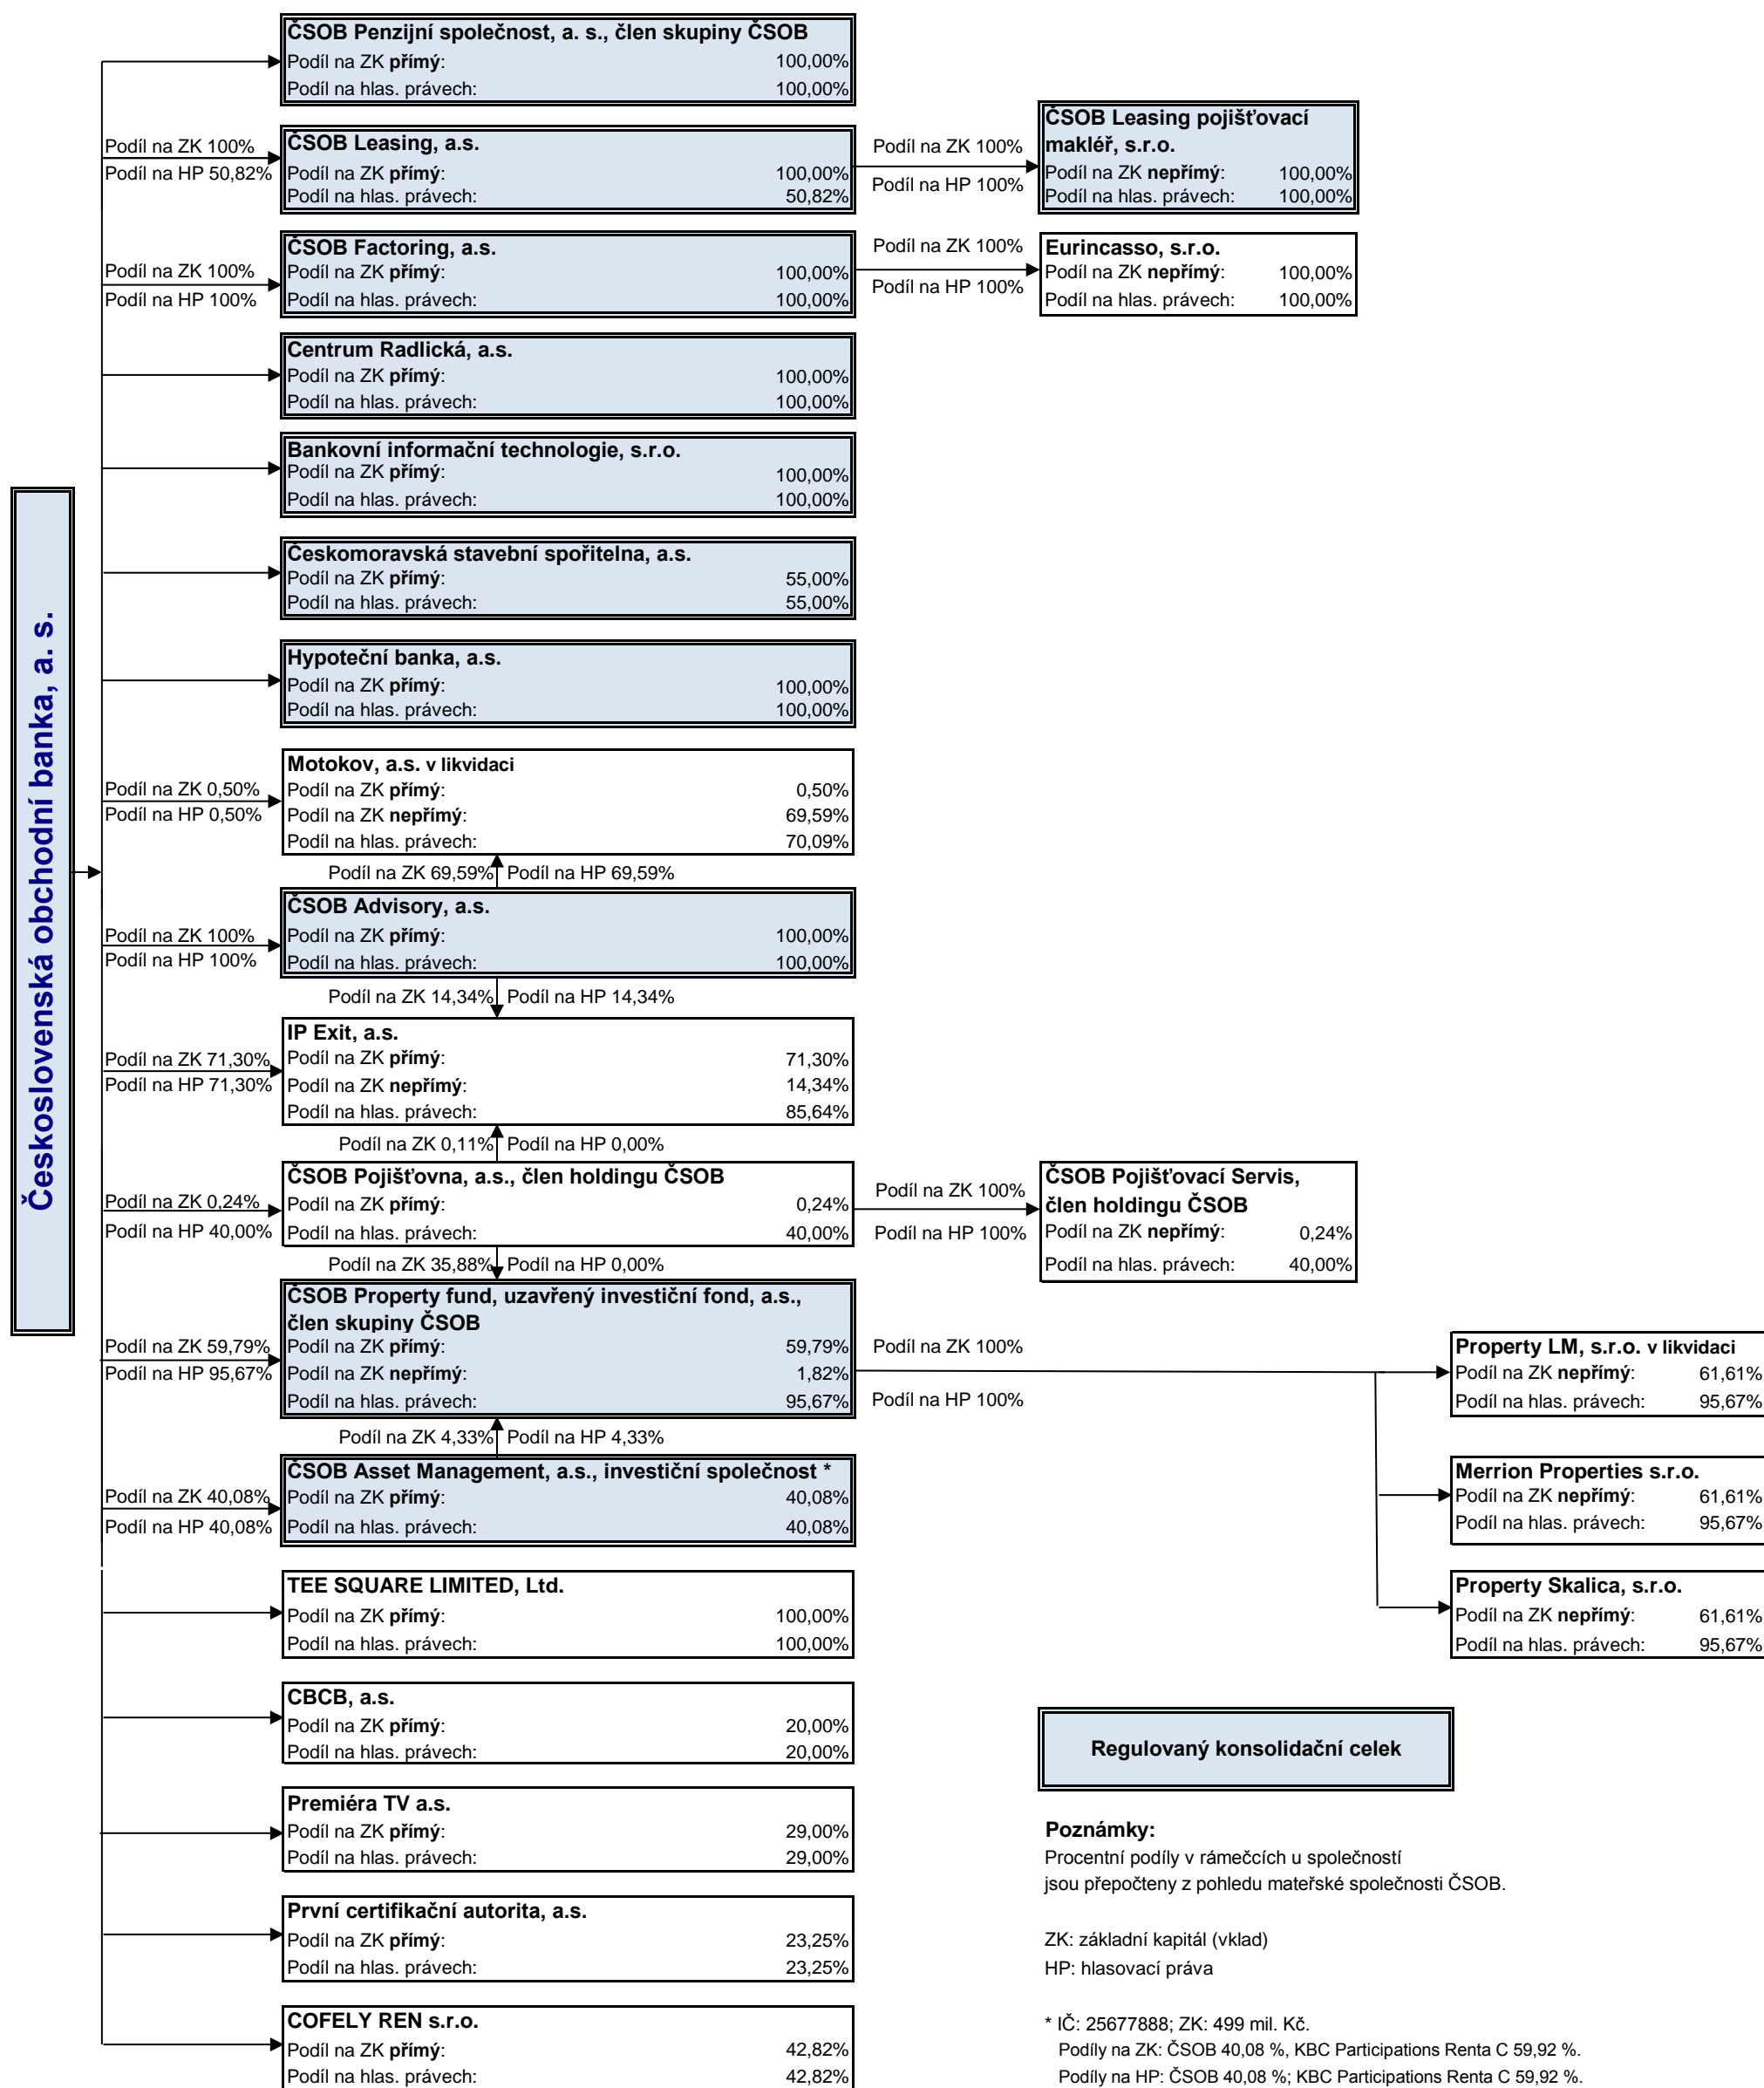 Československá obchodní banka, a. s.
ČSOB Penzijní společnost, a. s., člen skupiny ČSOB
Podíl na ZK přímý: 100,00%
Podíl na hlas. právech: 100,00%
Podíl na ZK 100%
Podíl na HP 50,82%
ČSOB Leasing, a.s.
Podíl na ZK přímý: 100,00%
Podíl na hlas. právech: 50,82%
Podíl na ZK 100%
Podíl na HP 100%
ČSOB Leasing pojišťovací
makléř, s.r.o.
Podíl na ZK nepřímý: 100,00%
Podíl na hlas. právech: 100,00%
Podíl na ZK 100%
Podíl na HP 100%
ČSOB Factoring, a.s.
Podíl na ZK přímý: 100,00%
Podíl na hlas. právech: 100,00%
Podíl na ZK 100%
Podíl na HP 100%
Eurincasso, s.r.o.
Podíl na ZK nepřímý: 100,00%
Podíl na hlas. právech: 100,00%
Centrum Radlická, a.s.
Podíl na ZK přímý: 100,00%
Podíl na hlas. právech: 100,00%
Bankovní informační technologie, s.r.o.
Podíl na ZK přímý: 100,00%
Podíl na hlas. právech: 100,00%
Českomoravská stavební spořitelna, a.s.
Podíl na ZK přímý: 55,00%
Podíl na hlas. právech: 55,00%
Hypoteční banka, a.s.
Podíl na ZK přímý: 100,00%
Podíl na hlas. právech: 100,00%
Podíl na ZK 0,50%
Podíl na HP 0,50%
Motokov, a.s. v likvidaci
Podíl na ZK přímý: 0,50%
Podíl na ZK nepřímý: 69,59%
Podíl na hlas. právech: 70,09%
Podíl na ZK 69,59% Podíl na HP 69,59%
Podíl na ZK 100%
Podíl na HP 100%
ČSOB Advisory, a.s.
Podíl na ZK přímý: 100,00%
Podíl na hlas. právech: 100,00%
Podíl na ZK 14,34% Podíl na HP 14,34%
Podíl na ZK 71,30%
Podíl na HP 71,30%
IP Exit, a.s.
Podíl na ZK přímý: 71,30%
Podíl na ZK nepřímý: 14,34%
Podíl na hlas. právech: 85,64%
Podíl na ZK 0,11% Podíl na HP 0,00%
Podíl na ZK 0,24%
Podíl na HP 40,00%
ČSOB Pojišťovna, a.s., člen holdingu ČSOB
Podíl na ZK přímý: 0,24%
Podíl na hlas. právech: 40,00%
Podíl na ZK 100%
Podíl na HP 100%
ČSOB Pojišťovací Servis,
člen holdingu ČSOB
Podíl na ZK nepřímý: 0,24%
Podíl na hlas. právech: 40,00%
Podíl na ZK 35,88% Podíl na HP 0,00%
Podíl na ZK 59,79%
Podíl na HP 95,67%
ČSOB Property fund, uzavřený investiční fond, a.s.,
člen skupiny ČSOB
Podíl na ZK přímý: 59,79%
Podíl na ZK nepřímý: 1,82%
Podíl na hlas. právech: 95,67%
Podíl na ZK 100%
Podíl na HP 100%
Property LM, s.r.o. v likvidaci
Podíl na ZK nepřímý: 61,61%
Podíl na hlas. právech: 95,67%
Podíl na ZK 4,33% Podíl na HP 4,33%
Podíl na ZK 40,08%
Podíl na HP 40,08%
ČSOB Asset Management, a.s., investiční společnost *
Podíl na ZK přímý: 40,08%
Podíl na hlas. právech: 40,08%
Merrion Properties s.r.o.
Podíl na ZK nepřímý: 61,61%
Podíl na hlas. právech: 95,67%
TEE SQUARE LIMITED, Ltd.
Podíl na ZK přímý: 100,00%
Podíl na hlas. právech: 100,00%
Property Skalica, s.r.o.
Podíl na ZK nepřímý: 61,61%
Podíl na hlas. právech: 95,67%
CBCB, a.s.
Podíl na ZK přímý: 20,00%
Podíl na hlas. právech: 20,00%
Regulovaný konsolidační celek
Premiéra TV a.s.
Podíl na ZK přímý: 29,00%
Podíl na hlas. právech: 29,00%
Poznámky:
Procentní podíly v rámečcích u společností
jsou přepočteny z pohledu mateřské společnosti ČSOB.
První certifikační autorita, a.s.
Podíl na ZK přímý: 23,25%
Podíl na hlas. právech: 23,25%
ZK: základní kapitál (vklad)
HP: hlasovací práva
COFELY REN s.r.o.
Podíl na ZK přímý: 42,82%
Podíl na hlas. právech: 42,82%
* IČ: 25677888; ZK: 499 mil. Kč.
Podíly na ZK: ČSOB 40,08 %, KBC Participations Renta C 59,92 %.
Podíly na HP: ČSOB 40,08 %; KBC Participations Renta C 59,92 %.